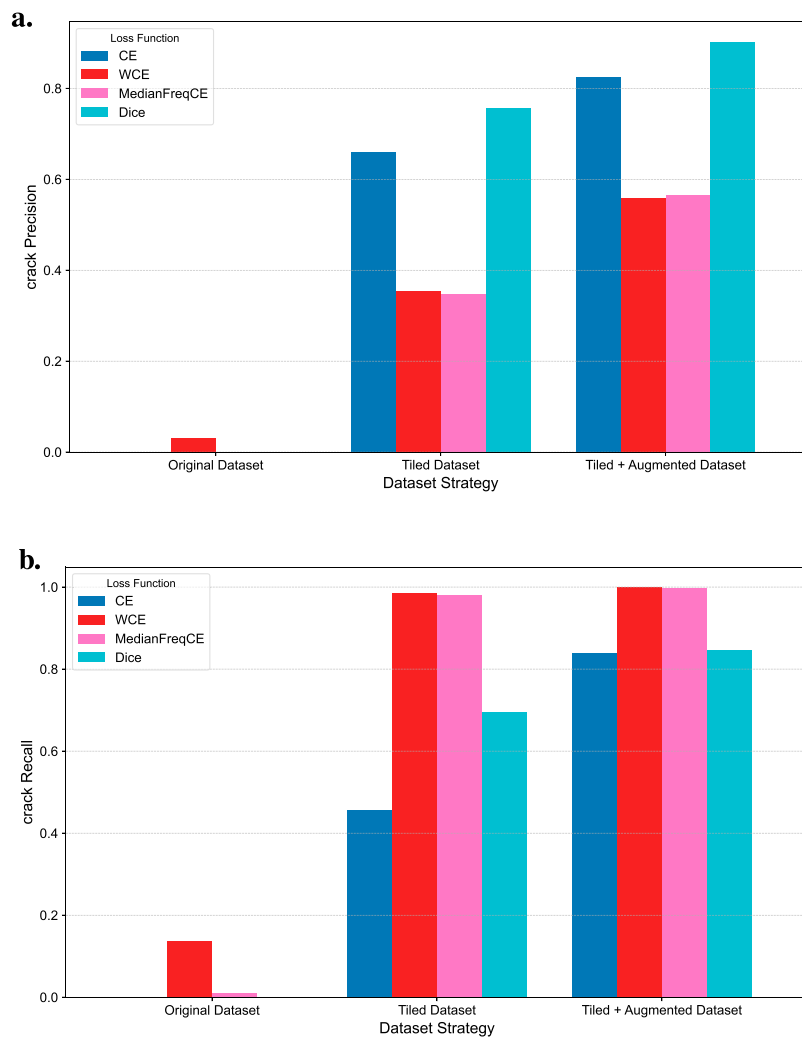 a.
Loss Function
CE
WCE
MedianFreqCE
Dice
crack Precision
0.8
0.6
0.4
0.2
0.0
Original Dataset
Tiled Dataset
Tiled + Augmented Dataset
Dataset Strategy
b.
Loss Function
CE
WCE
MedianFreqCE
Dice
crack Recall
1.0
0.8
0.6
0.4
0.2
0.0
Original Dataset
Tiled Dataset
Tiled + Augmented Dataset
Dataset Strategy